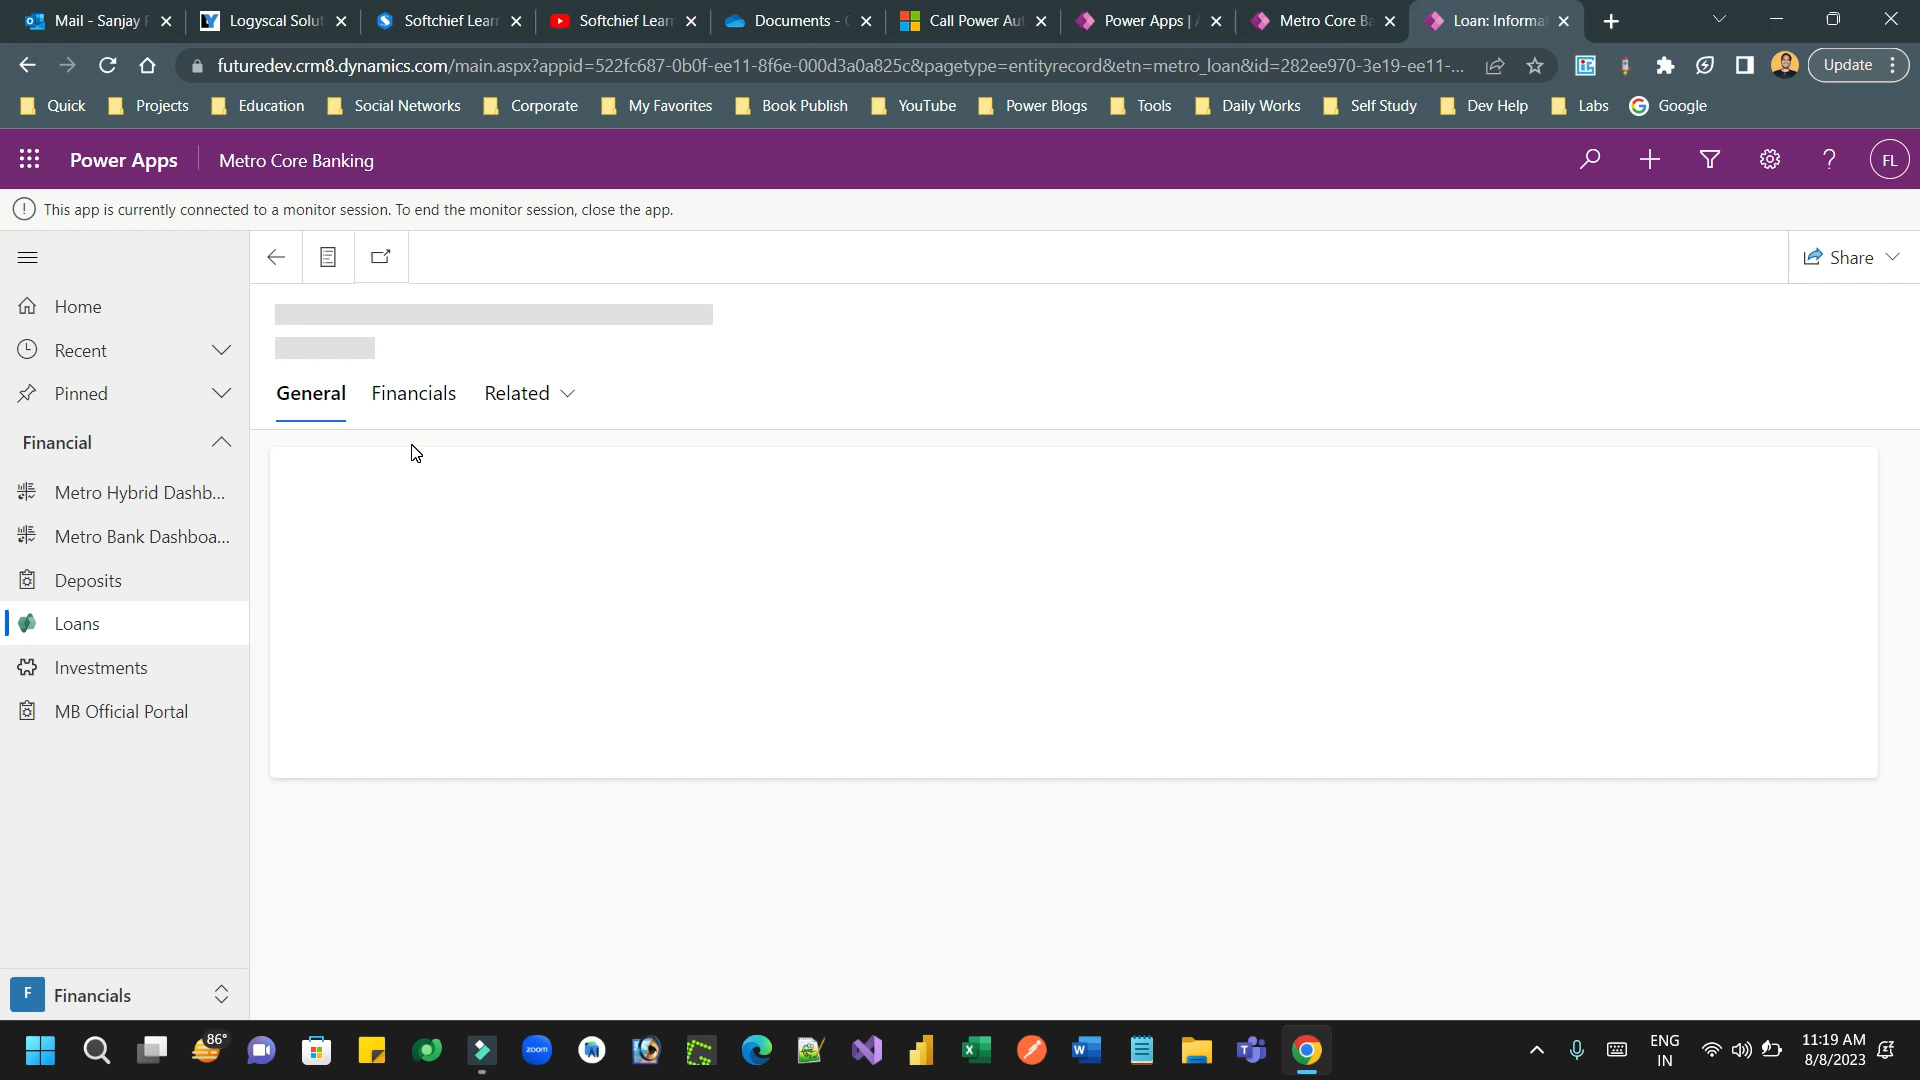 Mail - Sanjay
Logyscal Solut
Softchief Lear
Softchief Lear
Documents -
Call Power Au
Power Apps |
Metro Core B
Loan: Informa
futuredev.crm8.dynamics.com/main.aspx?appid=522fc687-0b0f-ee11-8f6e-000d3a0a825c&pagetype=entityrecord&etn=metro_loan&id=282ee970-3e19-ee11-...
Update
Quick
Projects
Education
Social Networks
Corporate
My Favorites
Book Publish
YouTube
Power Blogs
Tools
Daily Works
Self Study
Dev Help
Labs
Google
Power Apps
Metro Core Banking
FL
This app is currently connected to a monitor session. To end the monitor session, close the app.
Share
Home
Recent
Pinned
General
Financials
Related
Financial
Metro Hybrid Dashb...
Metro Bank Dashboa...
Deposits
Loans
Investments
MB Official Portal
F
Financials
86°
zoom
ENG
IN
11:19 AM
8/8/2023